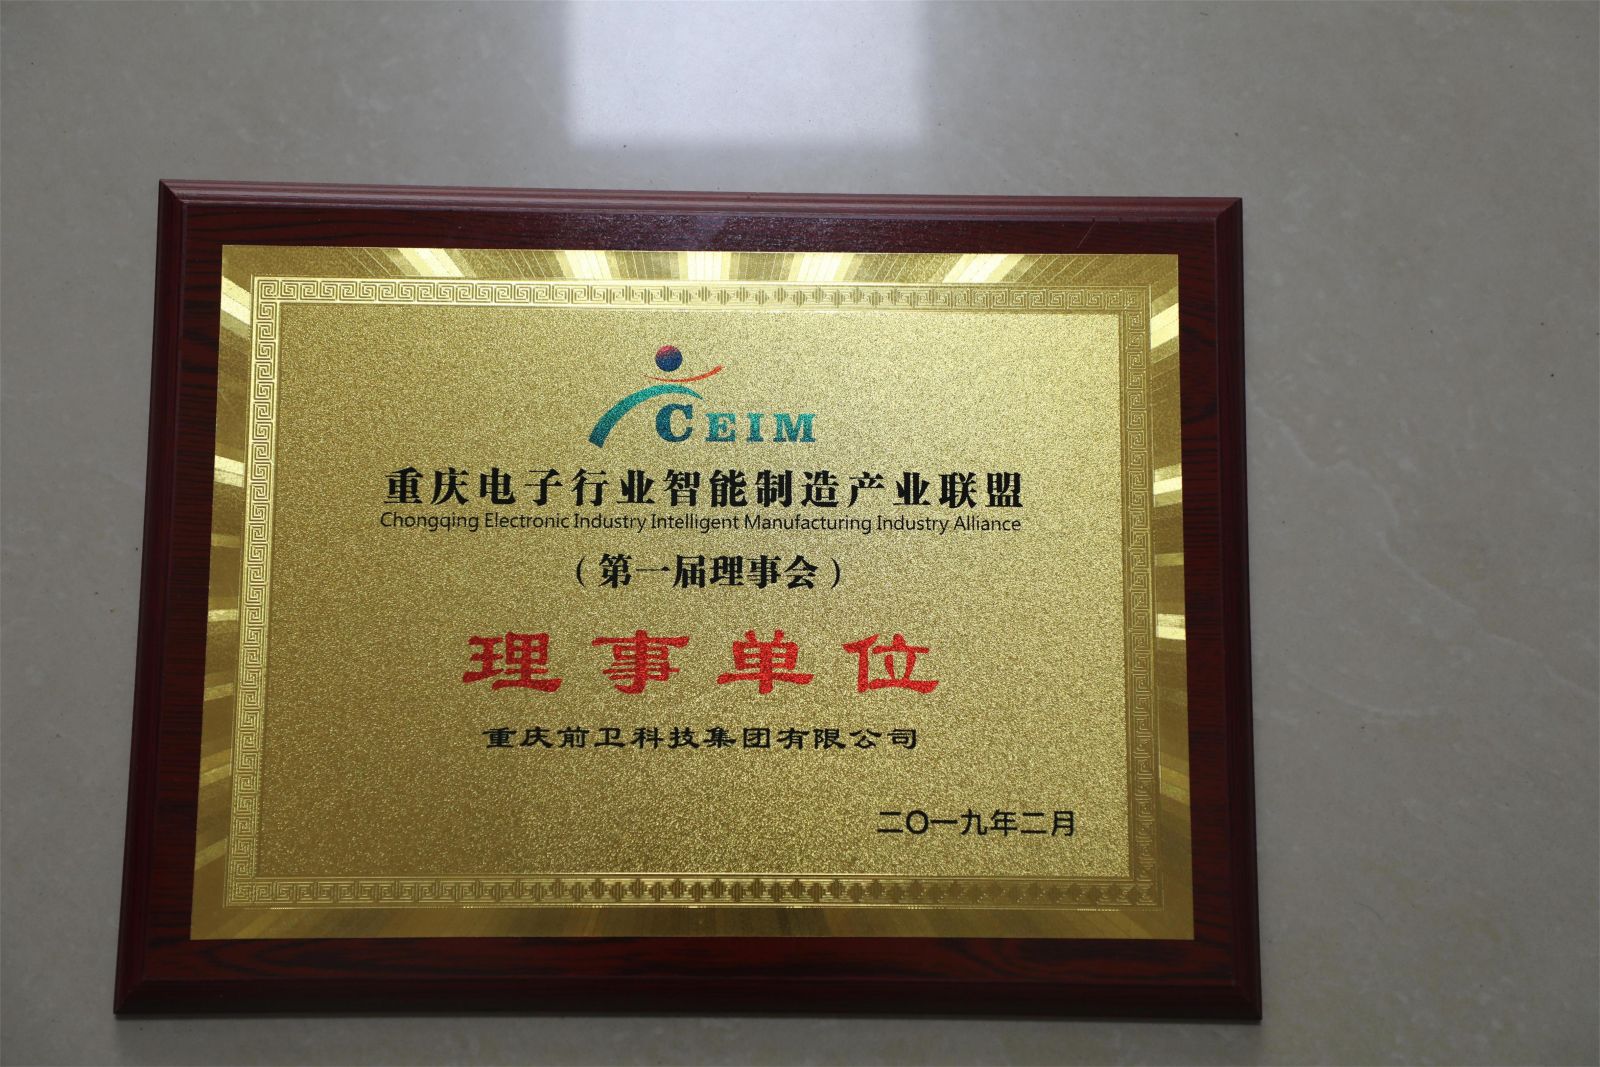 CEIM
重庆电子行业智能制造产业联盟
Chongqing Electronic Industry Intelligent Manufacturing Industry Alliance
（第一届理事会）
理事单位
重庆前卫科技集团有限公司
二〇一九年二月